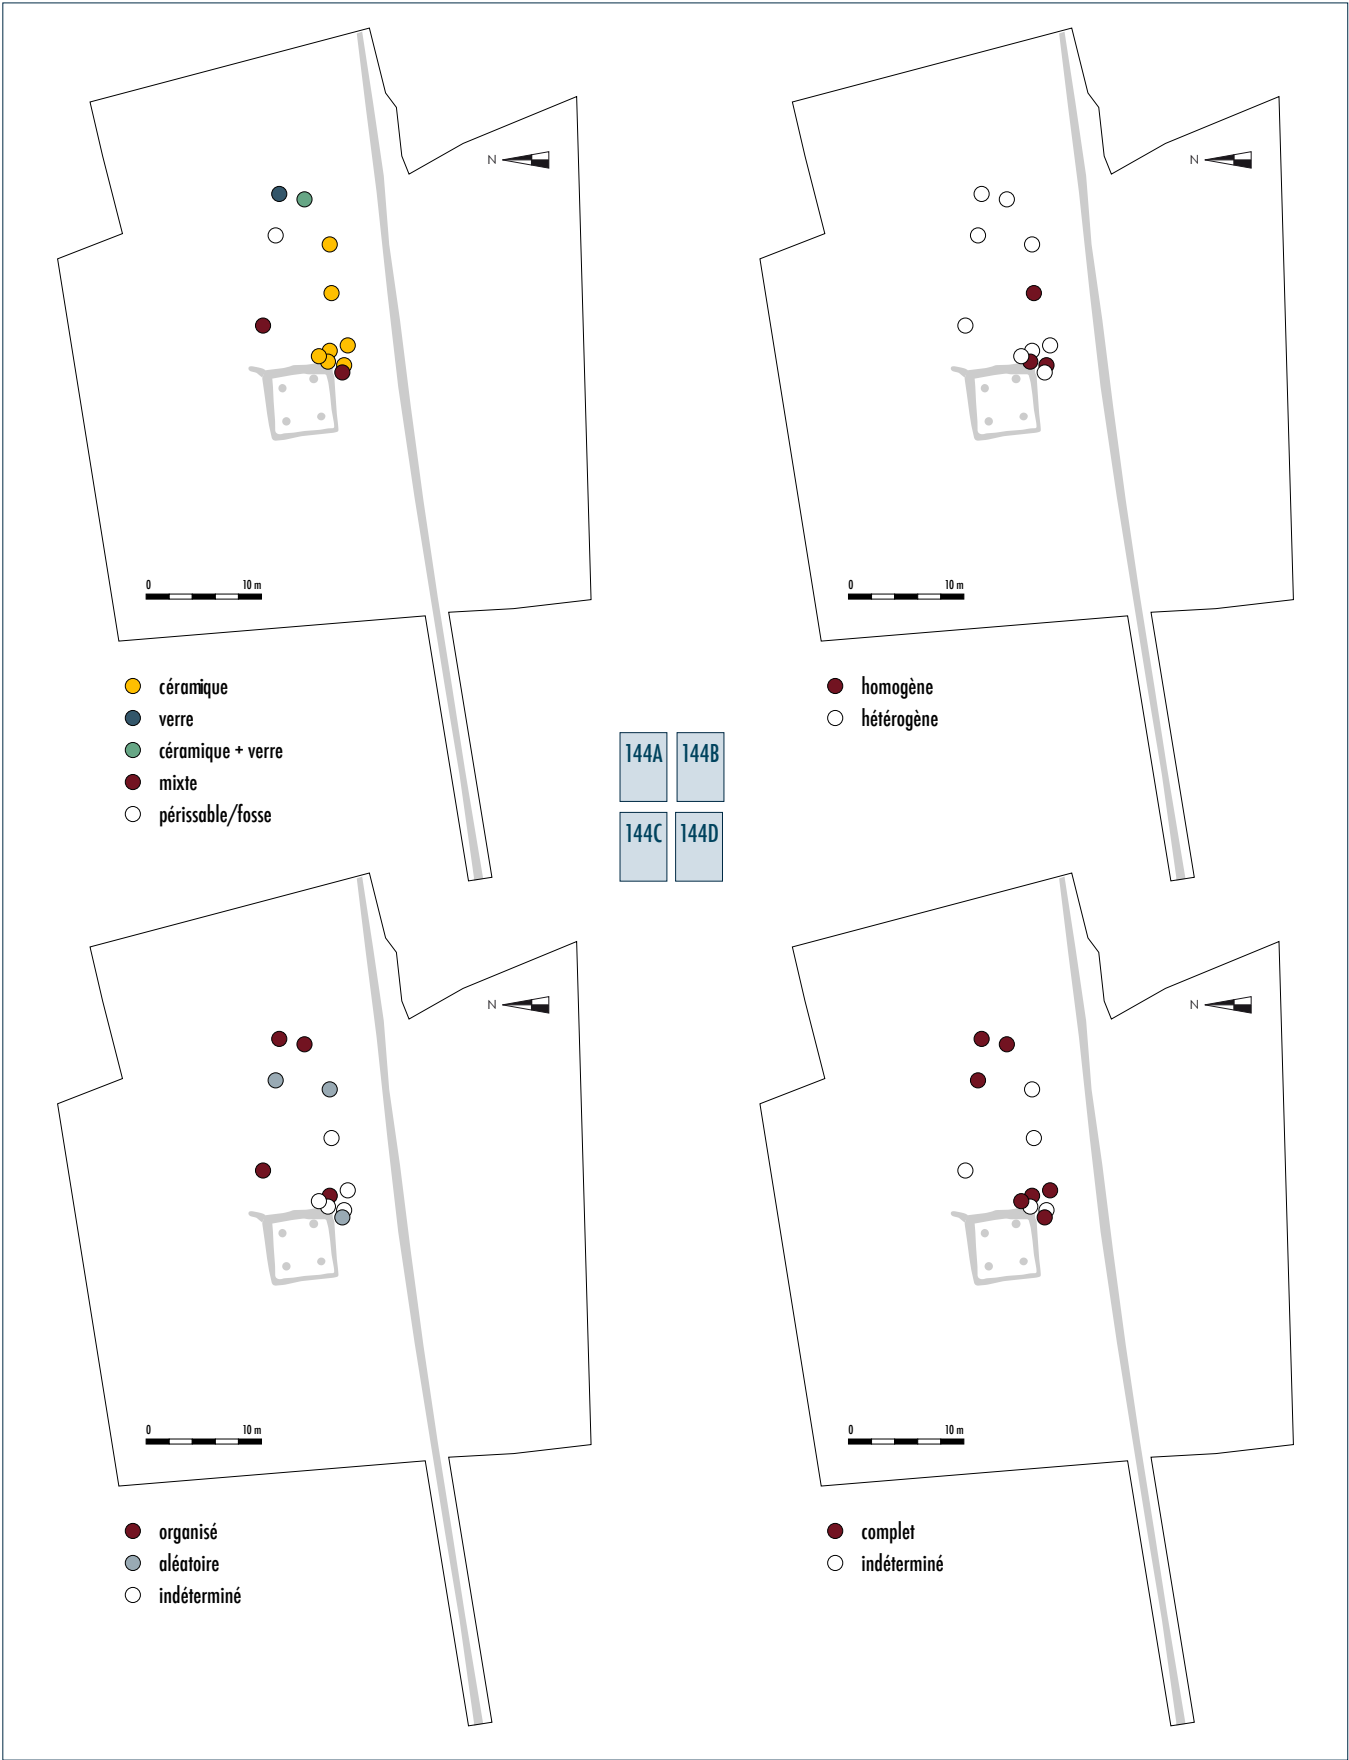 N
0 10 m
céramique
verre
céramique + verre
mixte
périssable/fosse
N
0 10 m
homogène
hétérogène
144A 144B
144C 144D
N
0 10 m
organisé
aléatoire
indéterminé
N
0 10 m
complet
indéterminé